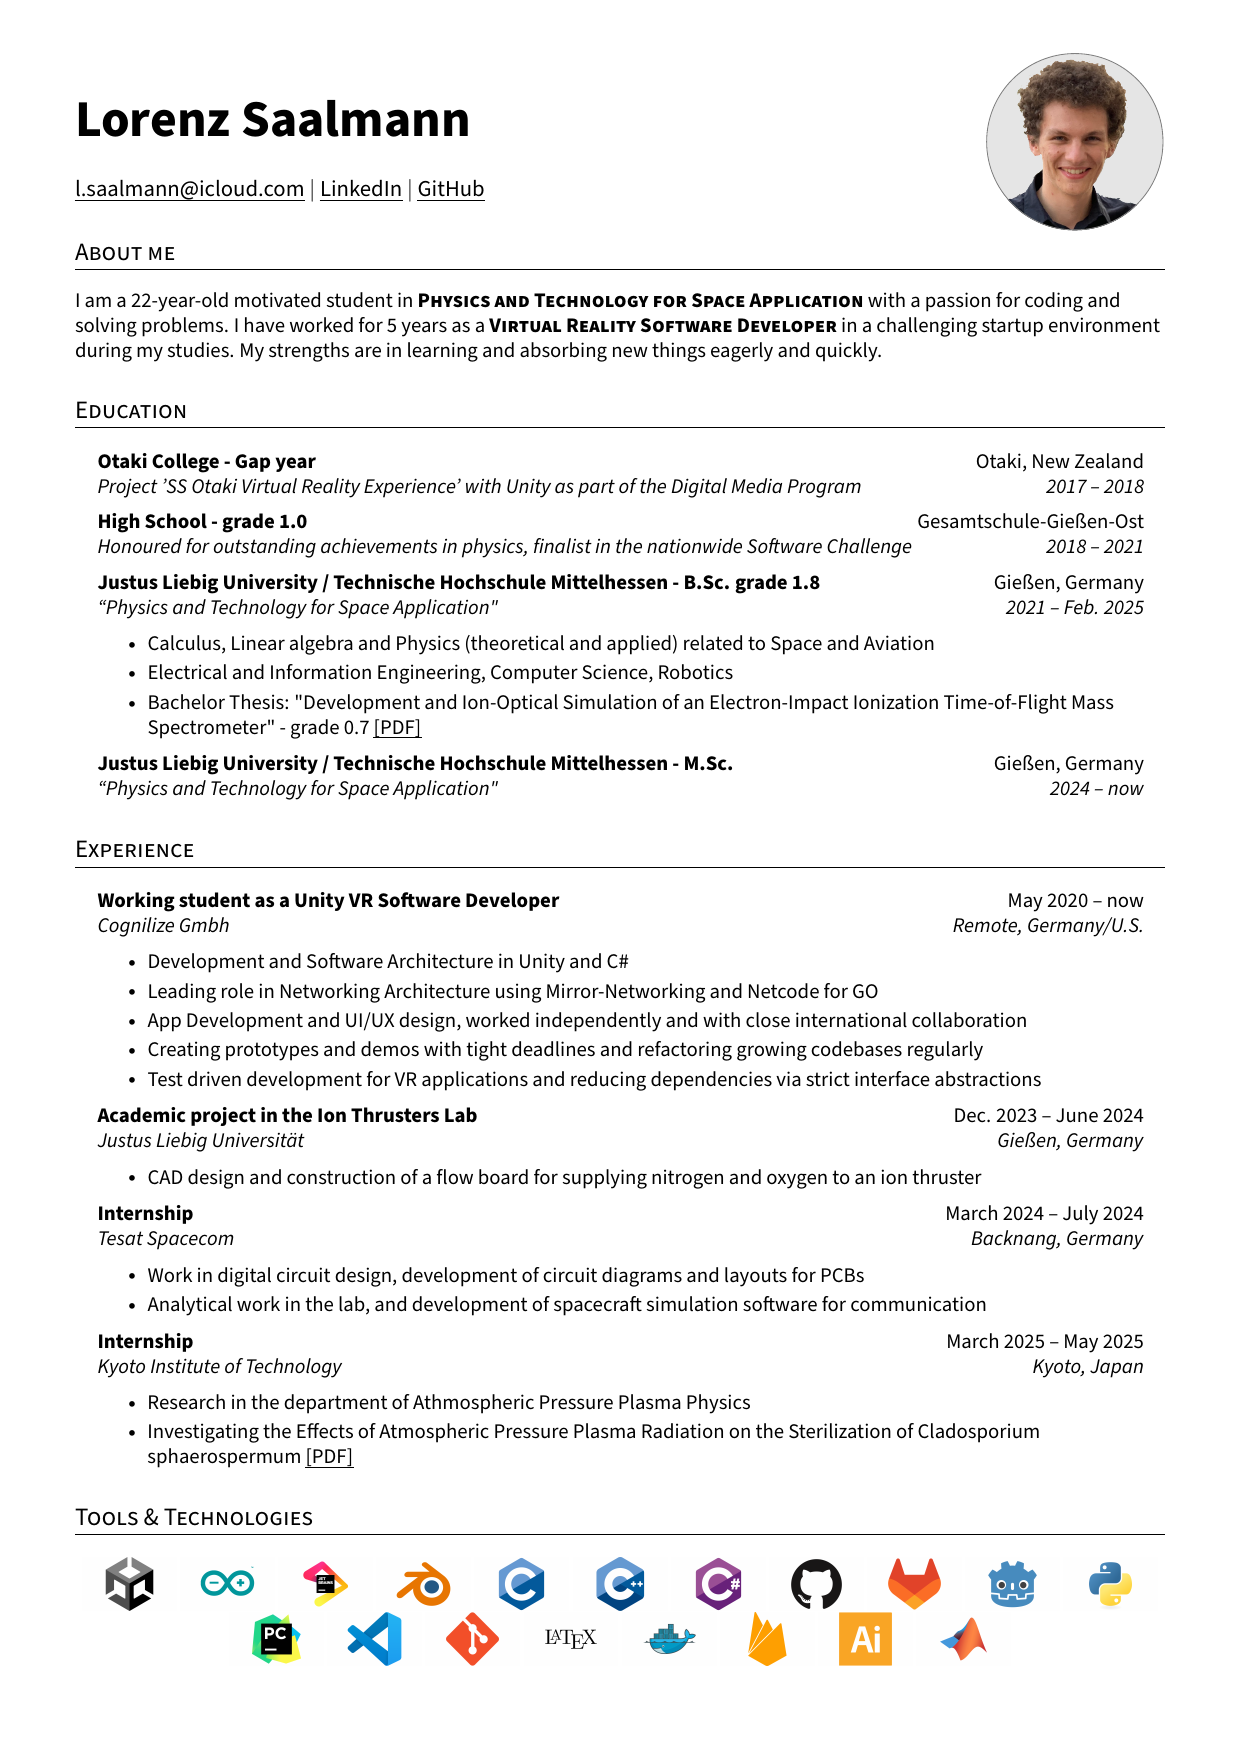 Lorenz Saalmann
l.saalmann@icloud.com | LinkedIn | GitHub
About me
I am a 22-year-old motivated student in Physics and Technology for Space Application with a passion for coding and
solving problems. I have worked for 5 years as a Virtual Reality Software Developer in a challenging startup environment
during my studies. My strengths are in learning and absorbing new things eagerly and quickly.
Education
Otaki College - Gap year Otaki, New Zealand
Project ’SS Otaki Virtual Reality Experience’ with Unity as part of the Digital Media Program 2017 – 2018
High School - grade 1.0 Gesamtschule-Gießen-Ost
Honoured for outstanding achievements in physics, finalist in the nationwide Software Challenge 2018 – 2021
Justus Liebig University / Technische Hochschule Mittelhessen - B.Sc. grade 1.8 Gießen, Germany
“Physics and Technology for Space Application" 2021 – Feb. 2025
• Calculus, Linear algebra and Physics (theoretical and applied) related to Space and Aviation
• Electrical and Information Engineering, Computer Science, Robotics
• Bachelor Thesis: "Development and Ion-Optical Simulation of an Electron-Impact Ionization Time-of-Flight Mass
Spectrometer" - grade 0.7 [PDF]
Justus Liebig University / Technische Hochschule Mittelhessen - M.Sc. Gießen, Germany
“Physics and Technology for Space Application" 2024 – now
Experience
Working student as a Unity VR Software Developer May 2020 – now
Cognilize Gmbh Remote, Germany/U.S.
• Development and Software Architecture in Unity and C#
• Leading role in Networking Architecture using Mirror-Networking and Netcode for GO
• App Development and UI/UX design, worked independently and with close international collaboration
• Creating prototypes and demos with tight deadlines and refactoring growing codebases regularly
• Test driven development for VR applications and reducing dependencies via strict interface abstractions
Academic project in the Ion Thrusters Lab Dec. 2023 – June 2024
Justus Liebig Universität Gießen, Germany
• CAD design and construction of a flow board for supplying nitrogen and oxygen to an ion thruster
Internship March 2024 – July 2024
Tesat Spacecom Backnang, Germany
• Work in digital circuit design, development of circuit diagrams and layouts for PCBs
• Analytical work in the lab, and development of spacecraft simulation software for communication
Internship March 2025 – May 2025
Kyoto Institute of Technology Kyoto, Japan
• Research in the department of Athmospheric Pressure Plasma Physics
• Investigating the Effects of Atmospheric Pressure Plasma Radiation on the Sterilization of Cladosporium
sphaerospermum [PDF]
Tools & Technologies
JET BRAINS C C++ C#
PC LATEX Ai